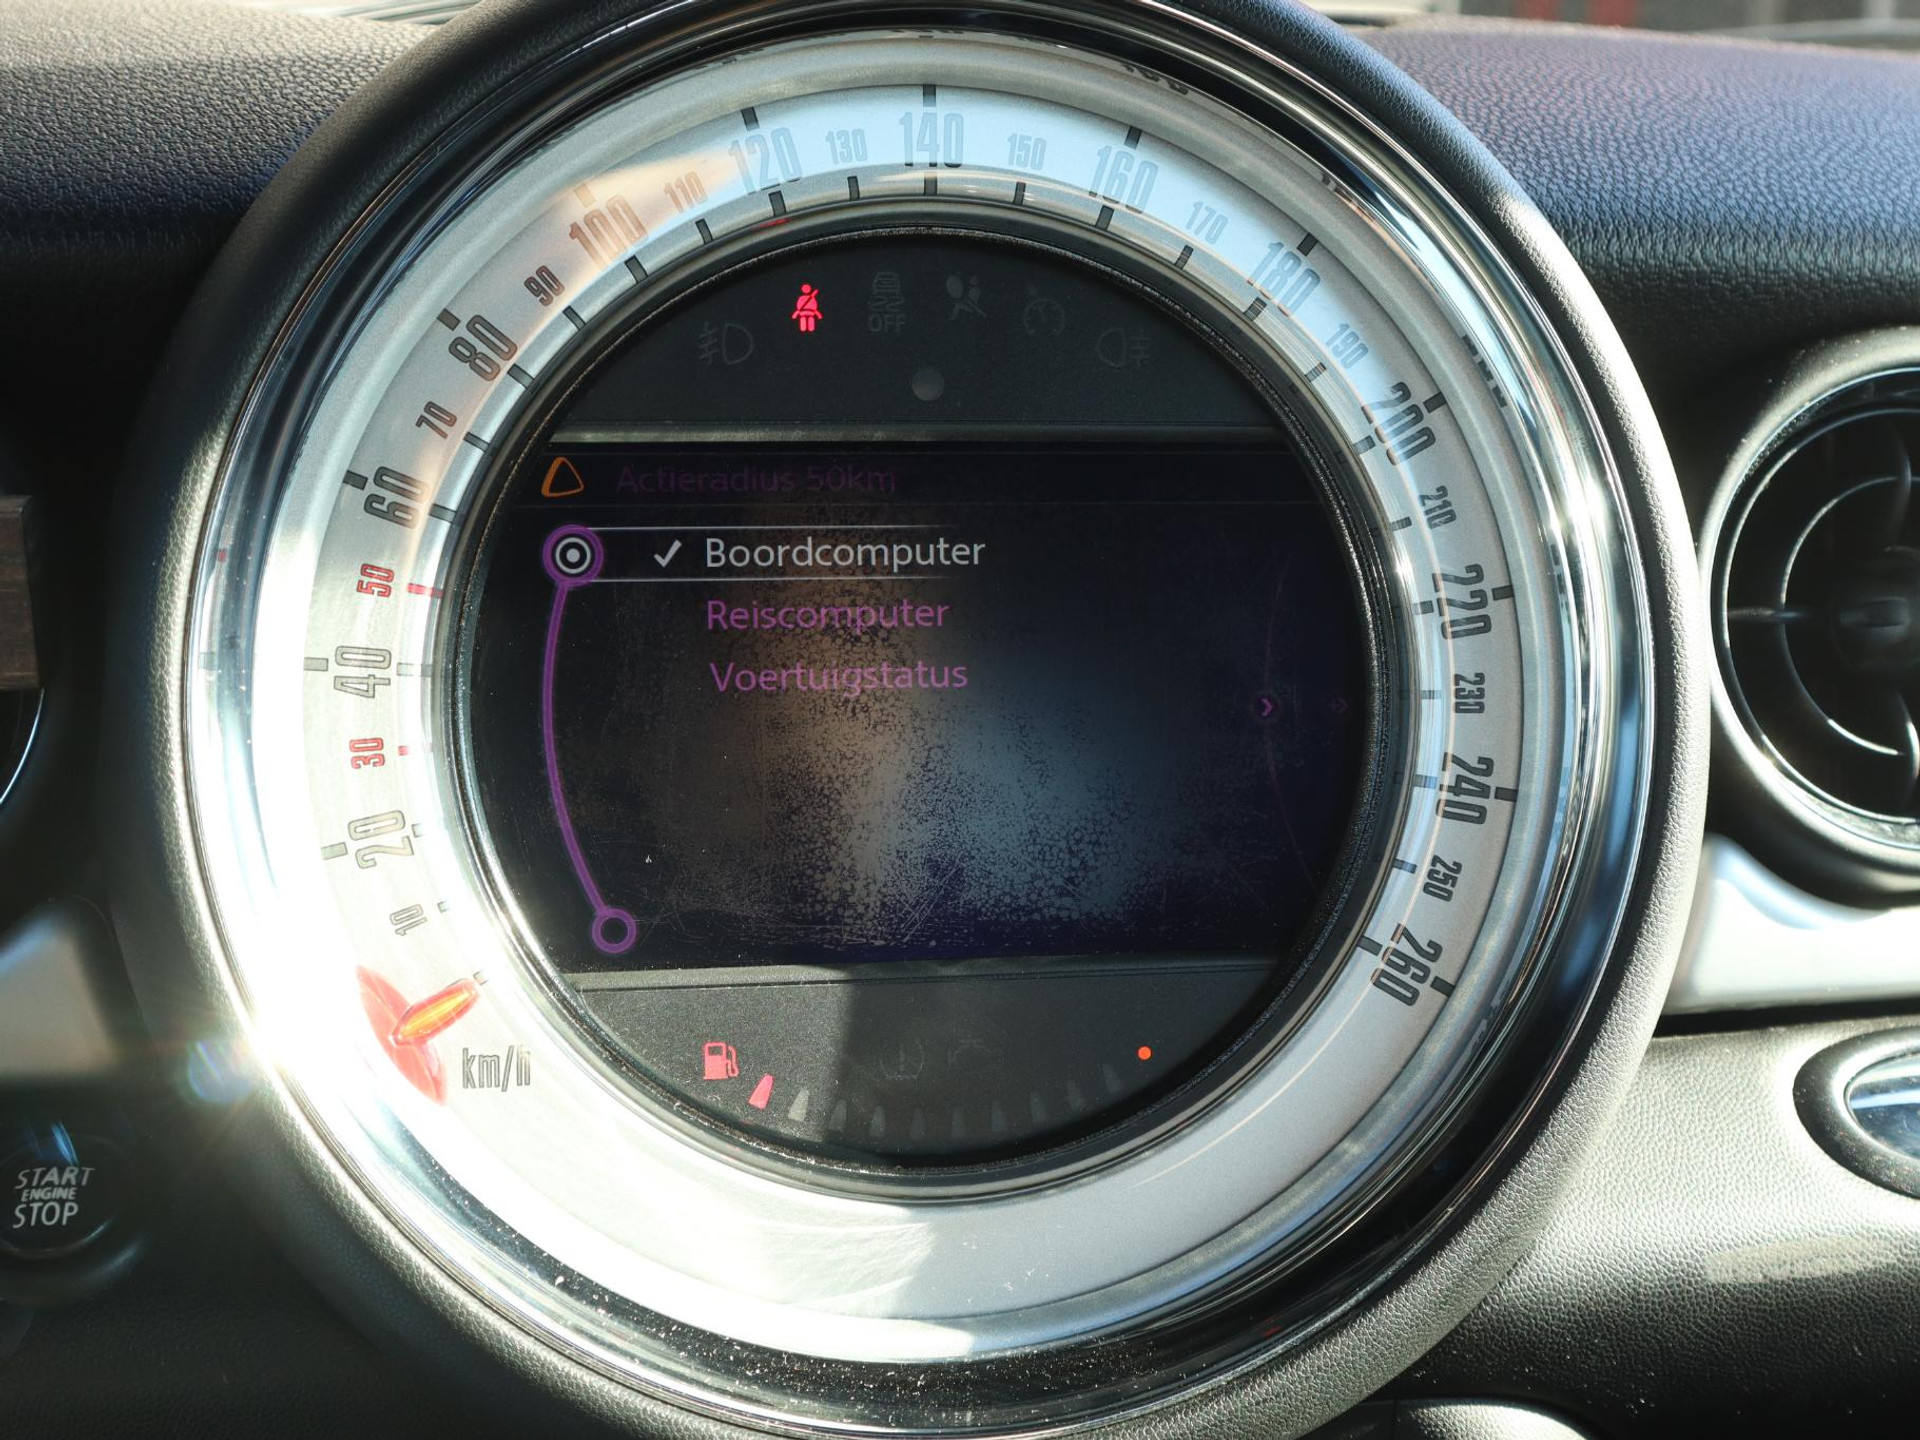 120 130 140 150 160
100 110 170 180
90 190
80 200
70 210
60 220
50 230
40 240
30 250
20 260
10
km/h
OFF
Actieradius 50km
Boordcomputer
Reiscomputer
Voertuigstatus
START
ENGINE
STOP